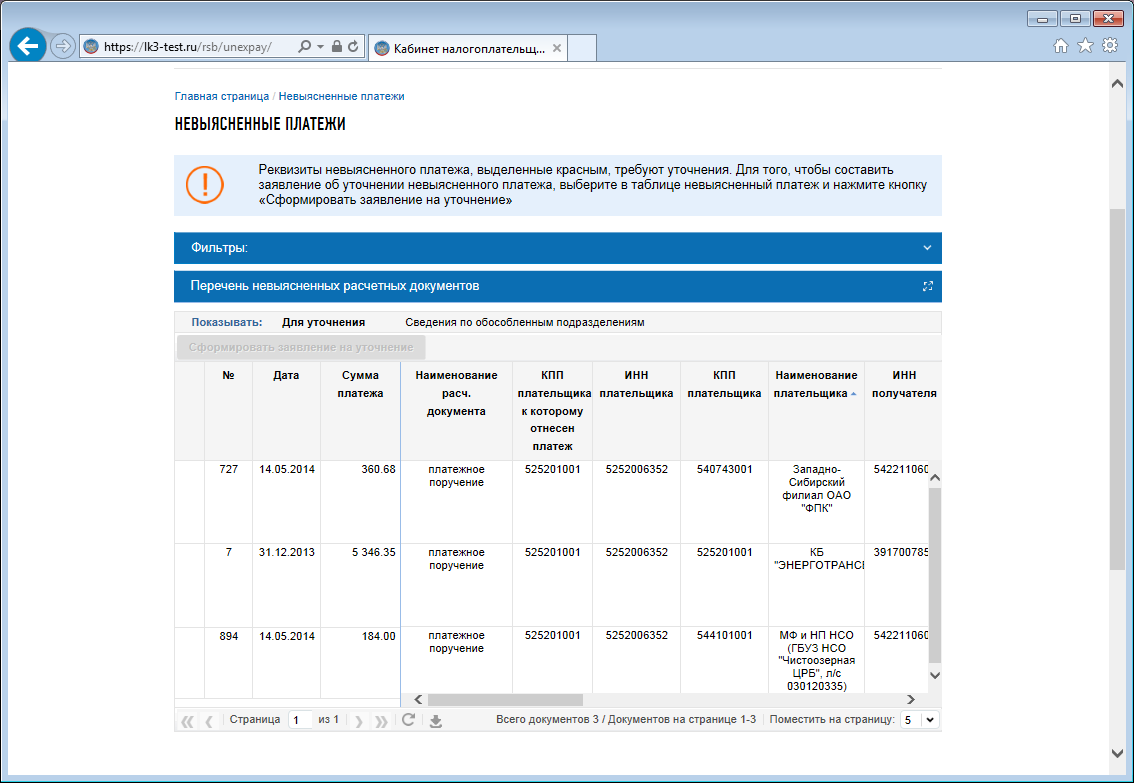 https://lk3-test.ru/rsb/unexpay/
Кабинет налогоплательщ...
Главная страница / Невыясненные платежи
НЕВЫЯСНЕННЫЕ ПЛАТЕЖИ
Реквизиты невыясненного платежа, выделенные красным, требуют уточнения. Для того, чтобы составить
заявление об уточнении невыясненного платежа, выберите в таблице невыясненный платеж и нажмите кнопку
«Сформировать заявление на уточнение»
Фильтры:
Перечень невыясненных расчетных документов
Показывать: Для уточнения Сведения по обособленным подразделениям
Сформировать заявление на уточнение
№ Дата Сумма Наименование КПП ИНН КПП Наименование ИНН
платежа расч. плательщика плательщика плательщика плательщика получателя
документа к которому
отнесен
платеж
727 14.05.2014 360.68 платежное 525201001 5252006352 540743001 Западно- 542211060
поручение Сибирский
филиал ОАО
"ФПК"
7 31.12.2013 5 346.35 платежное 525201001 5252006352 525201001 КБ 391700785
поручение "ЭНЕРГОТРАНС
894 14.05.2014 184.00 платежное 525201001 5252006352 544101001 МФ и НП НСО 542211060
поручение (ГБУЗ НСО
"Чистоозерная
ЦРБ", л/с
030120335)
Страница 1 из 1 Всего документов 3 / Документов на странице 1-3 Поместить на страницу: 5